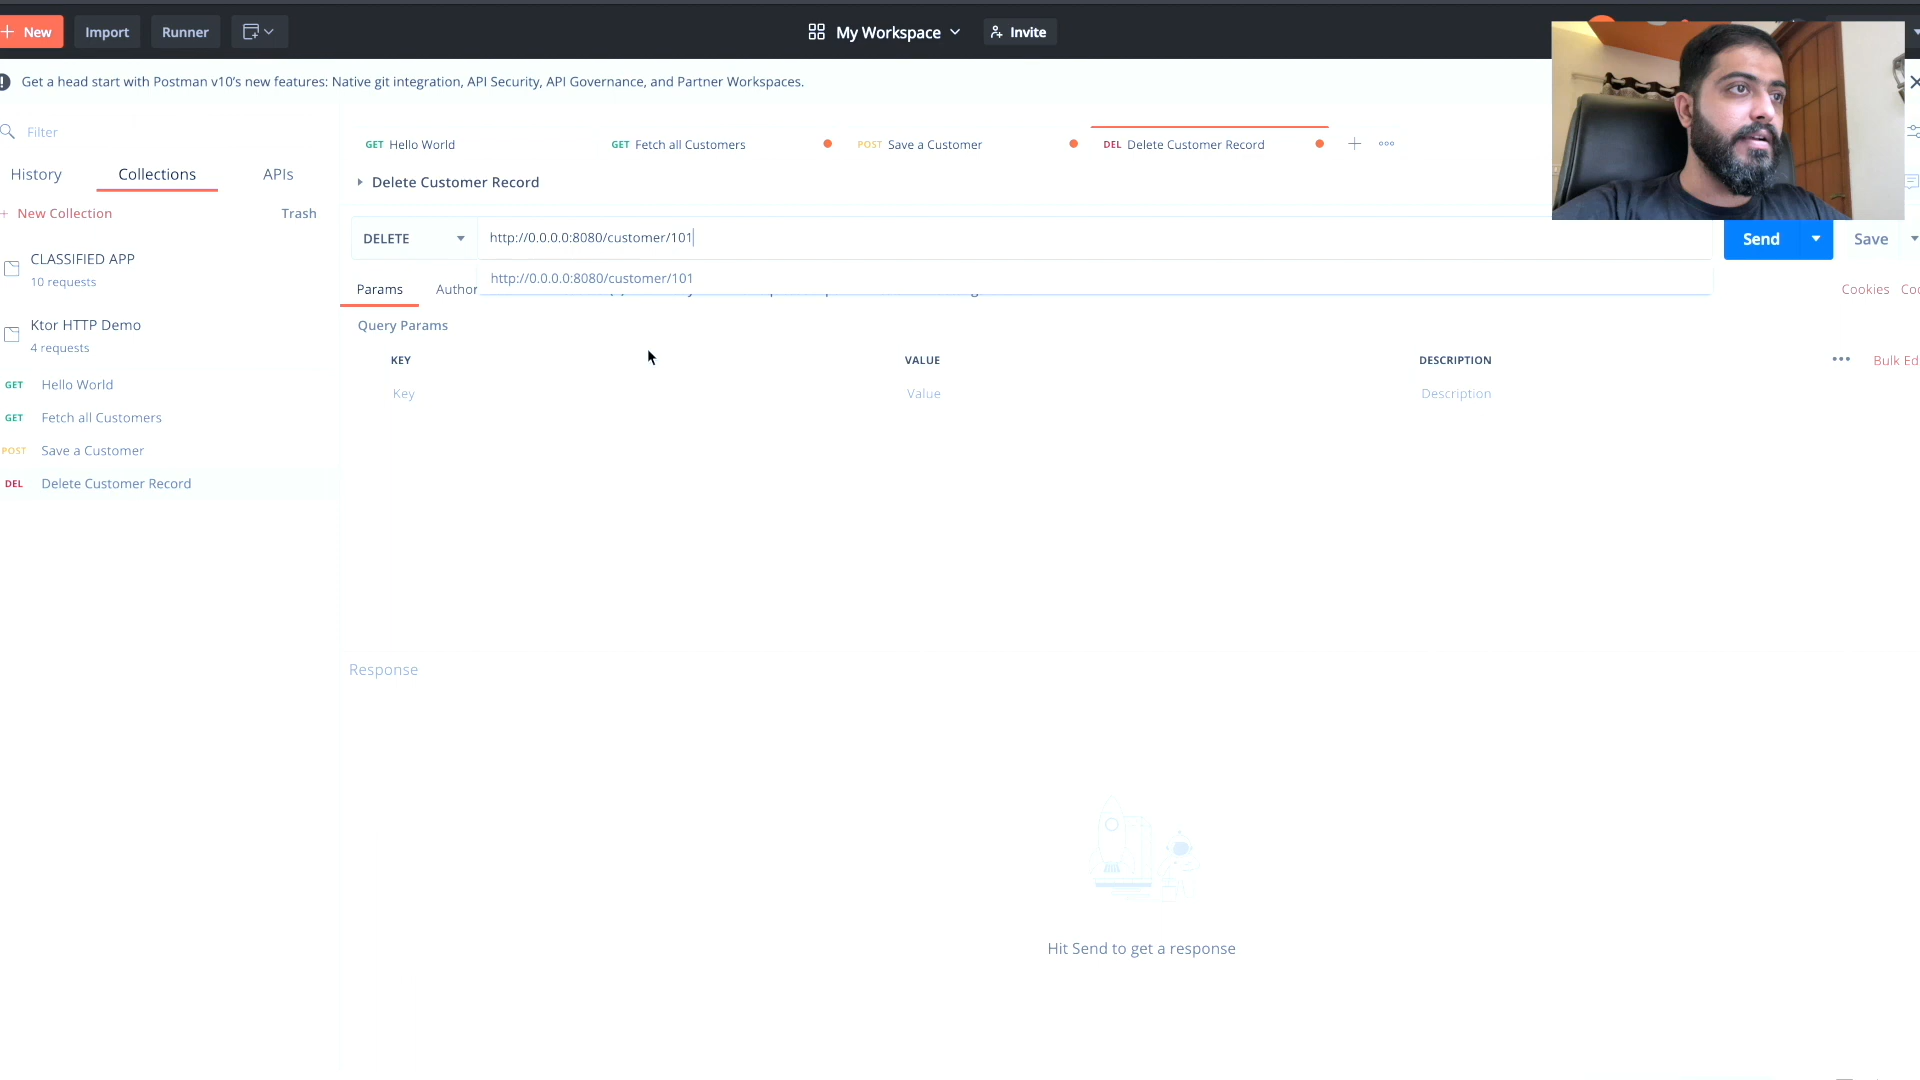 New
Import
Runner
My Workspace
Invite
Get a head start with Postman v10's new features: Native git integration, API Security, API Governance, and Partner Workspaces.
Filter
GET Hello World
GET Fetch all Customers
POST Save a Customer
DEL Delete Customer Record
History
Collections
APIs
Delete Customer Record
+ New Collection
Trash
DELETE
http://0.0.0.0:8080/customer/101
Send
Save
http://0.0.0.0:8080/customer/101
CLASSIFIED APP
10 requests
Params
Author
Cookies
Ktor HTTP Demo
4 requests
Query Params
KEY
VALUE
DESCRIPTION
Bulk Ed
Key
Value
Description
GET Hello World
GET Fetch all Customers
POST Save a Customer
DEL Delete Customer Record
Response
Hit Send to get a response